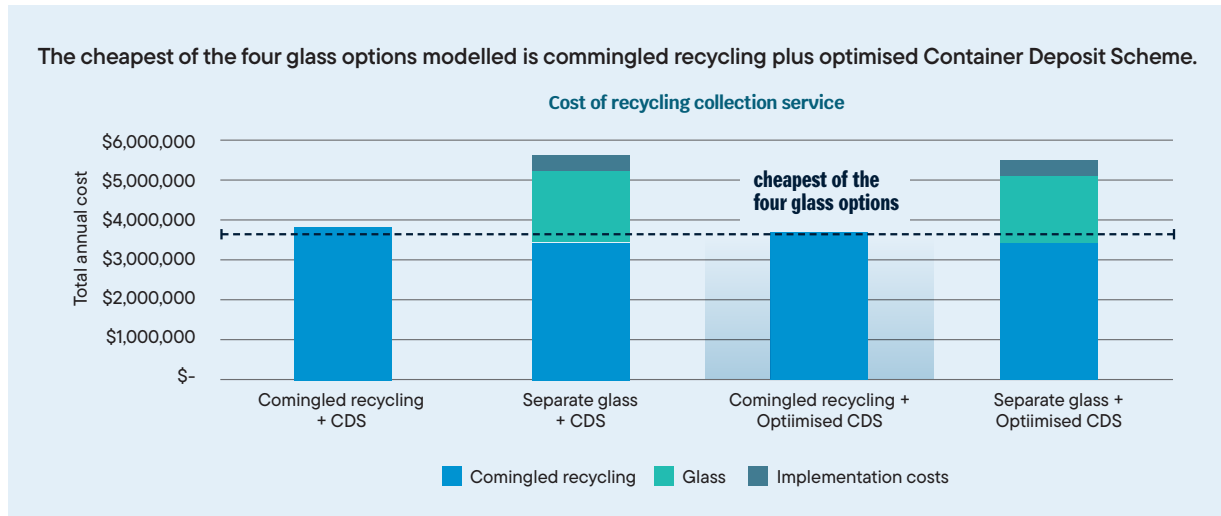 The cheapest of the four glass options modelled is commingled recycling plus optimised Container Deposit Scheme.
Cost of recycling collection service
Total annual cost
$6,000,000
$5,000,000
$4,000,000
$3,000,000
$2,000,000
$1,000,000
$-
cheapest of the
four glass options
Comingled recycling
+ CDS
Separate glass
+ CDS
Comingled recycling +
Optiimised CDS
Separate glass +
Optiimised CDS
Comingled recycling
Glass
Implementation costs